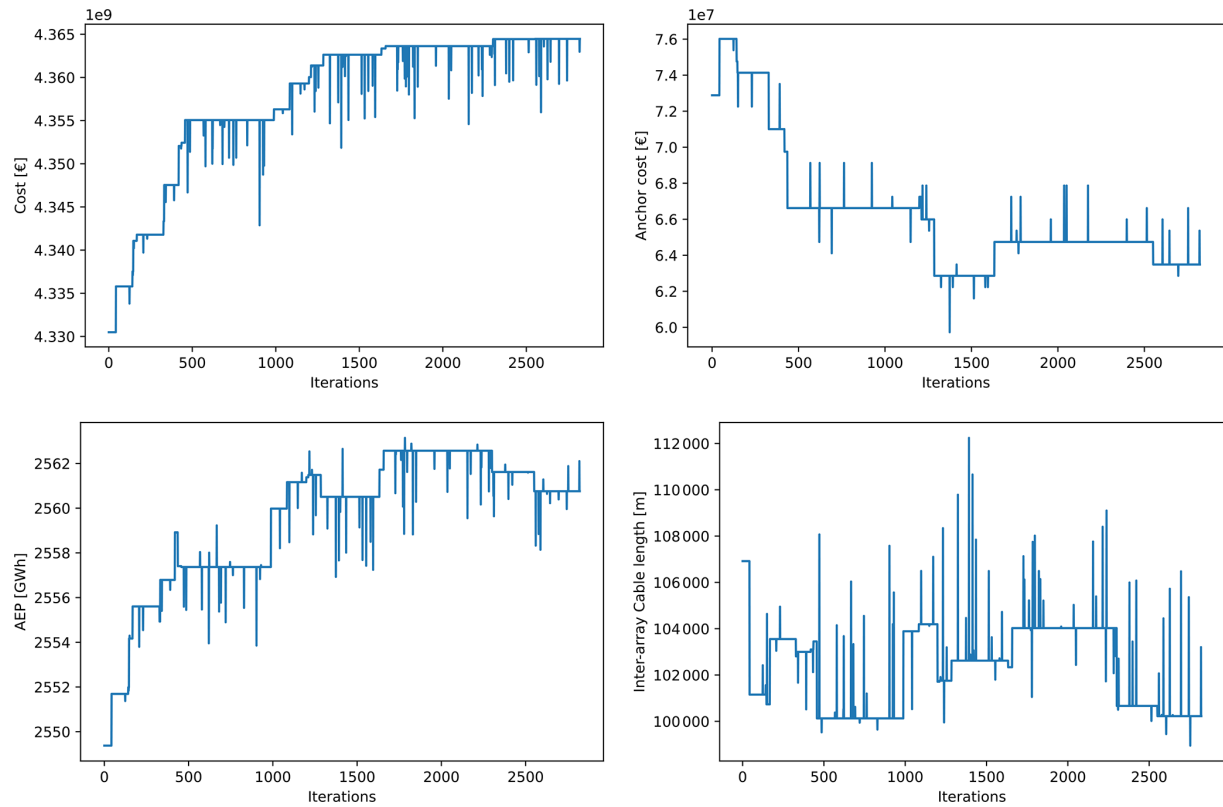 1e9
4.365
4.360
4.355
4.350
4.345
4.340
4.335
4.330
Cost [€]
0 500 1000 1500 2000 2500
Iterations
1e7
7.6
7.4
7.2
7.0
6.8
6.6
6.4
6.2
6.0
Anchor cost [€]
0 500 1000 1500 2000 2500
Iterations
2562
2560
2558
2556
2554
2552
2550
AEP [GWh]
0 500 1000 1500 2000 2500
Iterations
112 000
110 000
108 000
106 000
104 000
102 000
100 000
Inter-array Cable length [m]
0 500 1000 1500 2000 2500
Iterations